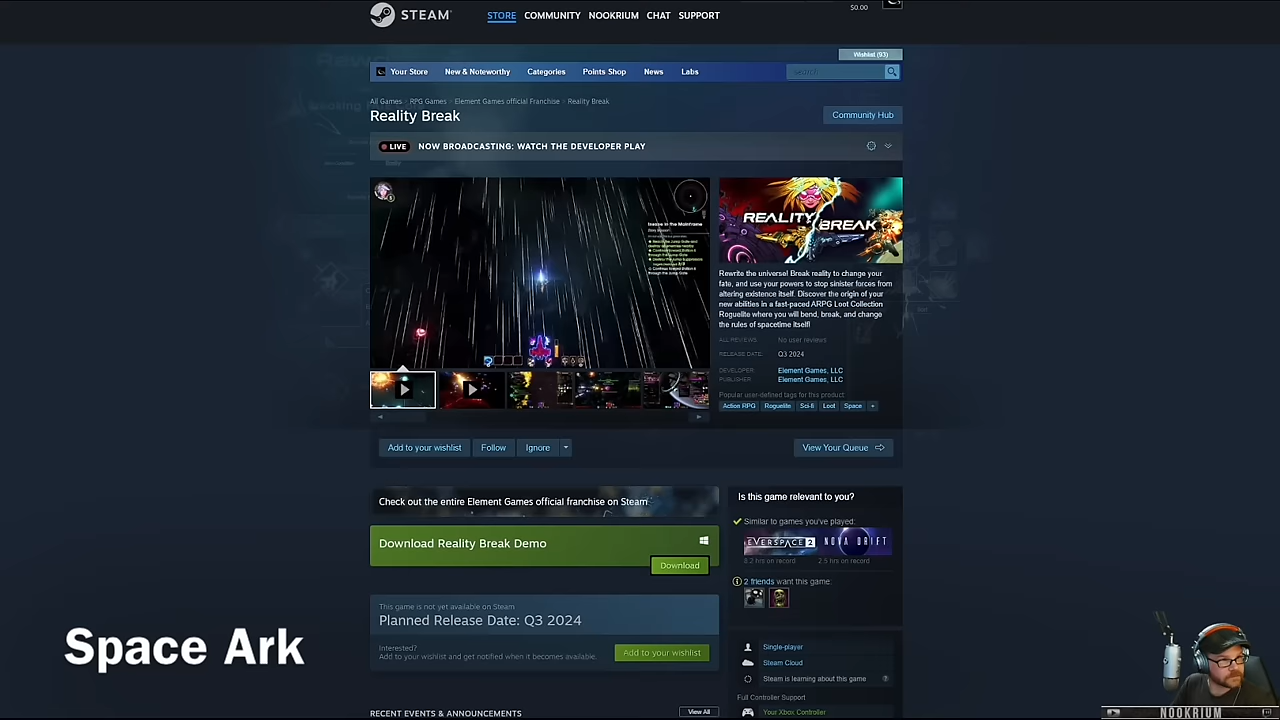 STEAM
STORE COMMUNITY NOOKRIUM CHAT SUPPORT
$0.00
Wishlist (93)
Your Store New & Noteworthy Categories Points Shop News Labs
search
All Games > RPG Games > Element Games official Franchise > Reality Break
Reality Break
Community Hub
LIVE NOW BROADCASTING: WATCH THE DEVELOPER PLAY
REALITY BREAK
Rewrite the universe! Break reality to change your
fate, and use your powers to stop sinister forces from
altering existence itself. Discover the origin of your
new abilities in a fast-paced ARPG Loot Collection
Roguelite where you will bend, break, and change
the rules of spacetime itself!
ALL REVIEWS: No user reviews
RELEASE DATE: Q3 2024
DEVELOPER: Element Games, LLC
PUBLISHER: Element Games, LLC
Popular user-defined tags for this product:
Action RPG Roguelite Sci-fi Loot Space +
Add to your wishlist Follow Ignore
View Your Queue
Check out the entire Element Games official franchise on Steam
Download Reality Break Demo
Download
This game is not yet available on Steam
Planned Release Date: Q3 2024
Interested?
Add to your wishlist and get notified when it becomes available.
Add to your wishlist
RECENT EVENTS & ANNOUNCEMENTS
View All
Is this game relevant to you?
Similar to games you've played:
EVERSPACE 2 NOVA DRIFT
8.2 hrs on record 2.5 hrs on record
2 friends want this game:
Single-player
Steam Cloud
Steam is learning about this game ?
Full Controller Support
Your Xbox Controller
Space Ark
NOOKRIUM